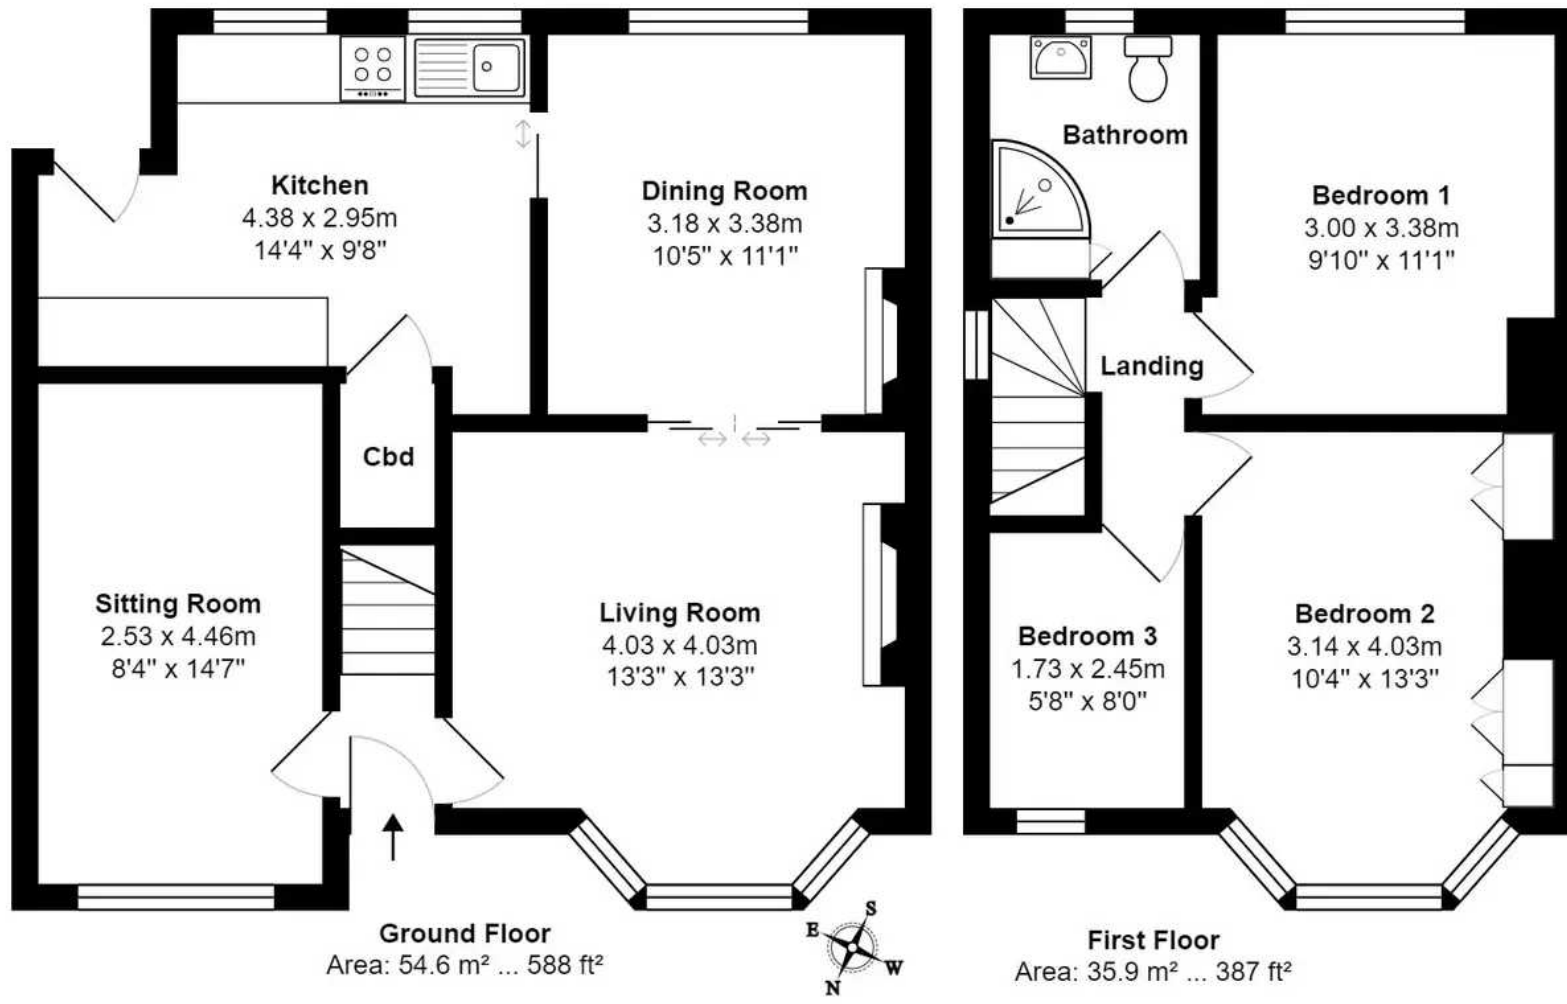 Kitchen
4.38 x 2.95m
14'4" x 9'8"
Dining Room
3.18 x 3.38m
10'5" x 11'1"
Cbd
Sitting Room
2.53 x 4.46m
8'4" x 14'7"
Living Room
4.03 x 4.03m
13'3" x 13'3"
Ground Floor
Area: 54.6 m² ... 588 ft²
S
E
W
N
Bathroom
Bedroom 1
3.00 x 3.38m
9'10" x 11'1"
Landing
Bedroom 3
1.73 x 2.45m
5'8" x 8'0"
Bedroom 2
3.14 x 4.03m
10'4" x 13'3"
First Floor
Area: 35.9 m² ... 387 ft²